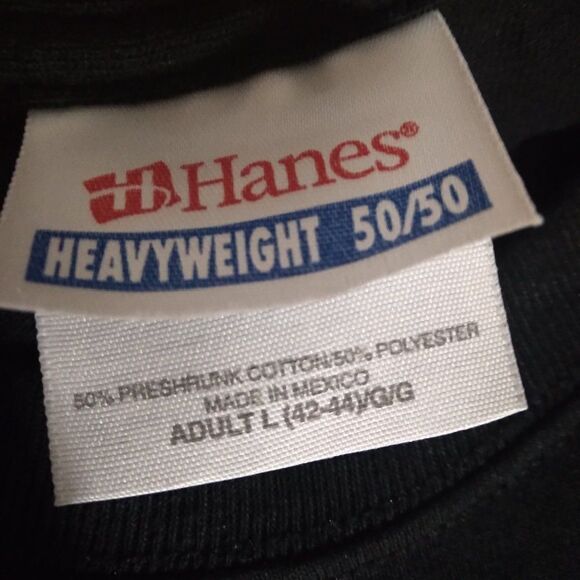 Hanes®
HEAVYWEIGHT 50/50
50% PRESHRUNK COTTON/50% POLYESTER
MADE IN MEXICO
ADULT L (42-44)/G/G